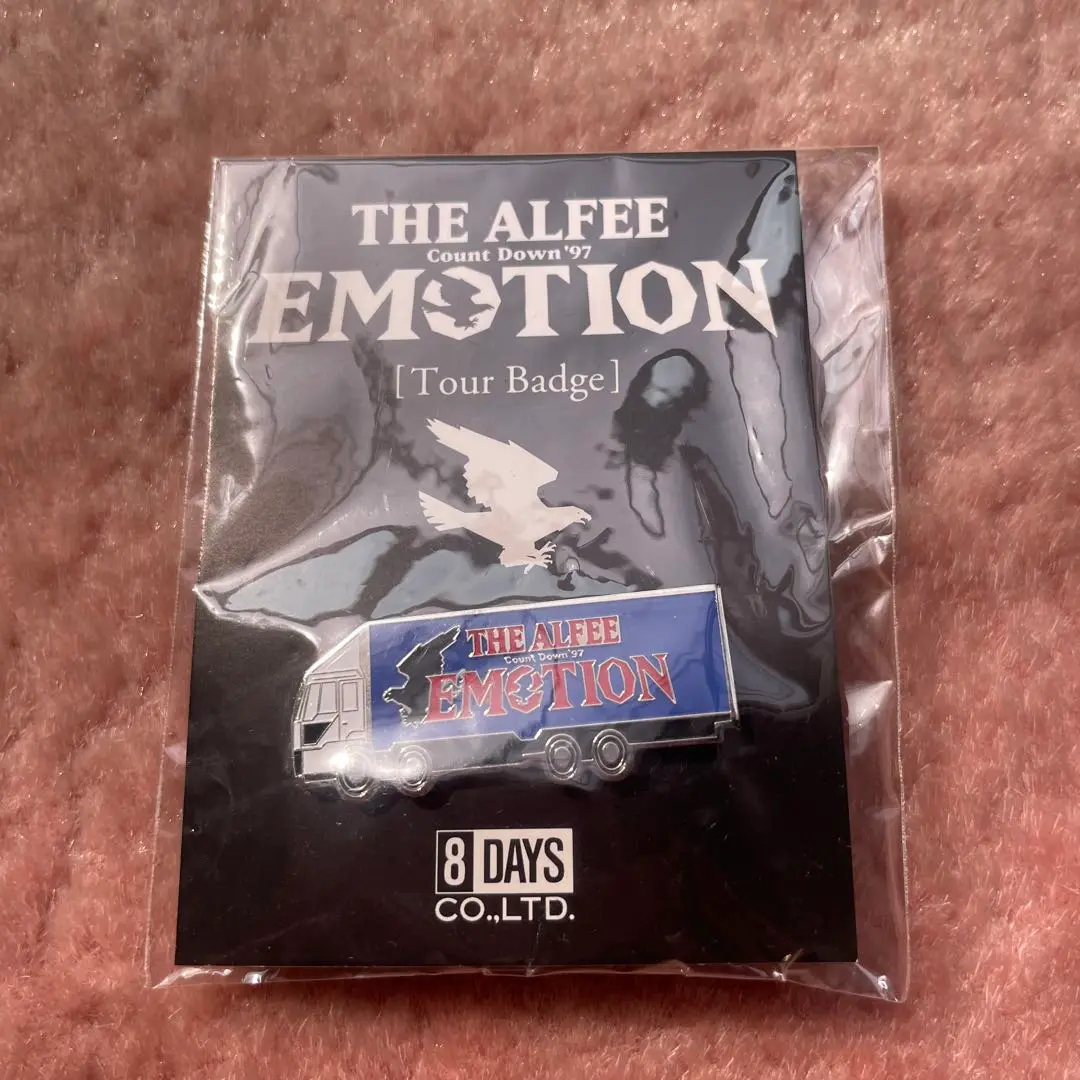 THE ALFEE
Count Down '97
EMOTION
[Tour Badge]
THE ALFEE
Count Down '97
EMOTION
8 DAYS
CO.,LTD.